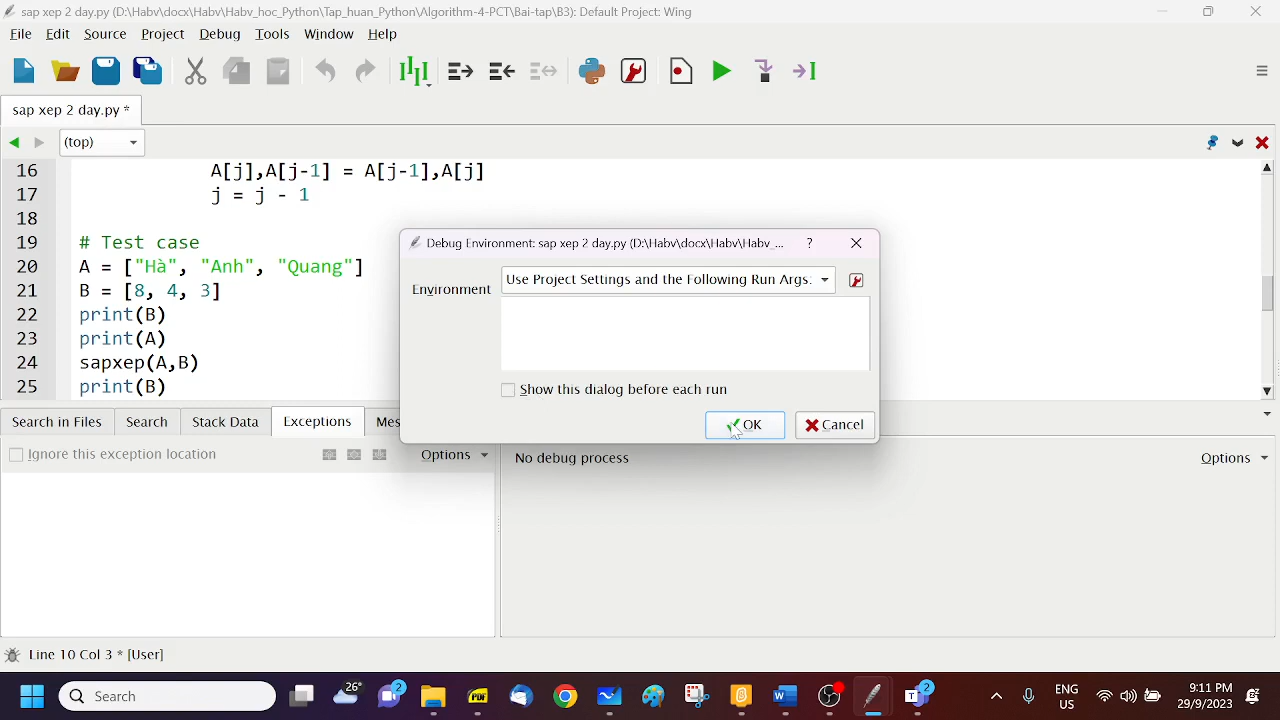 sap xep 2 day.py (D:\Habv\docx\Habv\Habv_hoc_Python\Tap_huan_Python\Algorithm-4-PCT\Bai-tap\B3): Default Project: Wing
File Edit Source Project Debug Tools Window Help
sap xep 2 day.py *
(top)
16 A[j],A[j-1] = A[j-1],A[j]
17 j = j - 1
18
19 # Test case
20 A = ["Hà", "Anh", "Quang"]
21 B = [8, 4, 3]
22 print(B)
23 print(A)
24 sapxep(A,B)
25 print(B)
Debug Environment: sap xep 2 day.py (D:\Habv\docx\Habv\Habv_... ?
Environment Use Project Settings and the Following Run Args:
Show this dialog before each run
OK Cancel
Search in Files Search Stack Data Exceptions Mes
Ignore this exception location Options No debug process Options
Line 10 Col 3 * [User]
Search 26° 2 PDF 2 ENG US 9:11 PM 29/9/2023